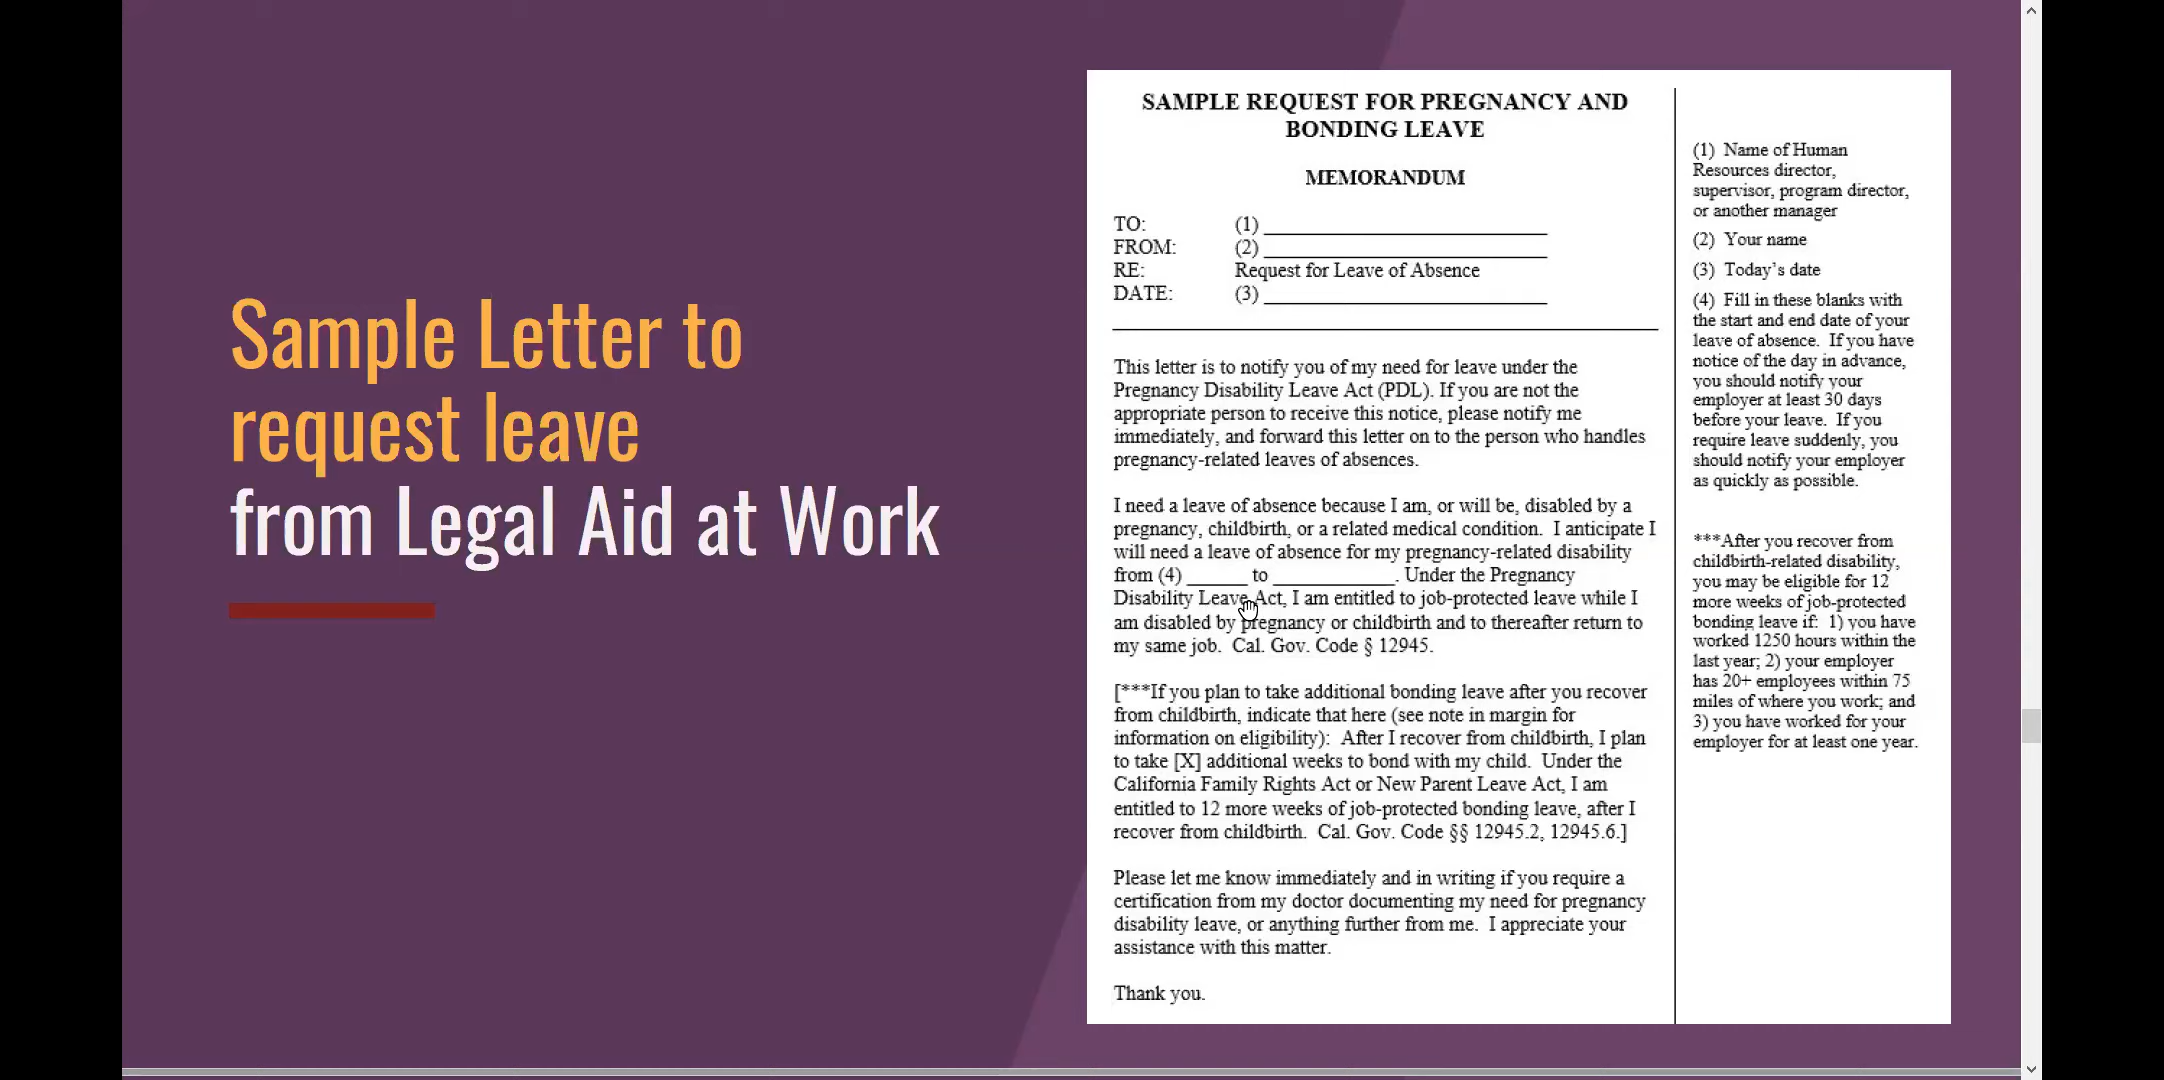 Sample Letter to
request leave
from Legal Aid at Work
SAMPLE REQUEST FOR PREGNANCY AND
BONDING LEAVE
MEMORANDUM
TO: (1) ____________________________
FROM: (2) ____________________________
RE: Request for Leave of Absence
DATE: (3) ____________________________
This letter is to notify you of my need for leave under the
Pregnancy Disability Leave Act (PDL). If you are not the
appropriate person to receive this notice, please notify me
immediately, and forward this letter on to the person who handles
pregnancy-related leaves of absences.
I need a leave of absence because I am, or will be, disabled by a
pregnancy, childbirth, or a related medical condition. I anticipate I
will need a leave of absence for my pregnancy-related disability
from (4) ______ to ____________. Under the Pregnancy
Disability Leave Act, I am entitled to job-protected leave while I
am disabled by pregnancy or childbirth and to thereafter return to
my same job. Cal. Gov. Code § 12945.
[***If you plan to take additional bonding leave after you recover
from childbirth, indicate that here (see note in margin for
information on eligibility): After I recover from childbirth, I plan
to take [X] additional weeks to bond with my child. Under the
California Family Rights Act or New Parent Leave Act, I am
entitled to 12 more weeks of job-protected bonding leave, after I
recover from childbirth. Cal. Gov. Code §§ 12945.2, 12945.6.]
Please let me know immediately and in writing if you require a
certification from my doctor documenting my need for pregnancy
disability leave, or anything further from me. I appreciate your
assistance with this matter.
Thank you.
(1) Name of Human
Resources director,
supervisor, program director,
or another manager
(2) Your name
(3) Today's date
(4) Fill in these blanks with
the start and end date of your
leave of absence. If you have
notice of the day in advance,
you should notify your
employer at least 30 days
before your leave. If you
require leave suddenly, you
should notify your employer
as quickly as possible.
***After you recover from
childbirth-related disability,
you may be eligible for 12
more weeks of job-protected
bonding leave if: 1) you have
worked 1250 hours within the
last year; 2) your employer
has 20+ employees within 75
miles of where you work; and
3) you have worked for your
employer for at least one year.